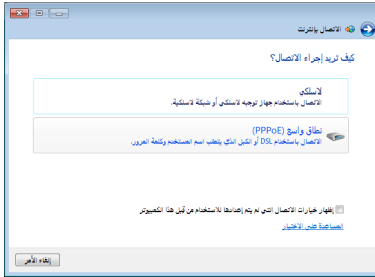 الاتصال بإنترنت
كيف تريد إجراء الاتصال؟
لاسلكي
الاتصال باستخدام جهاز توجيه لاسلكي أو شبكة لاسلكية.
نطاق واسع (PPPoE)
الاتصال باستخدام DSL أو الكبل الذي يتطلب اسم المستخدم وكلمة المرور.
إظهار خيارات الاتصال التي لم يتم إعدادها للاستخدام من قِبل هذا الكمبيوتر
المساعدة على الاختيار
إلغاء الأمر